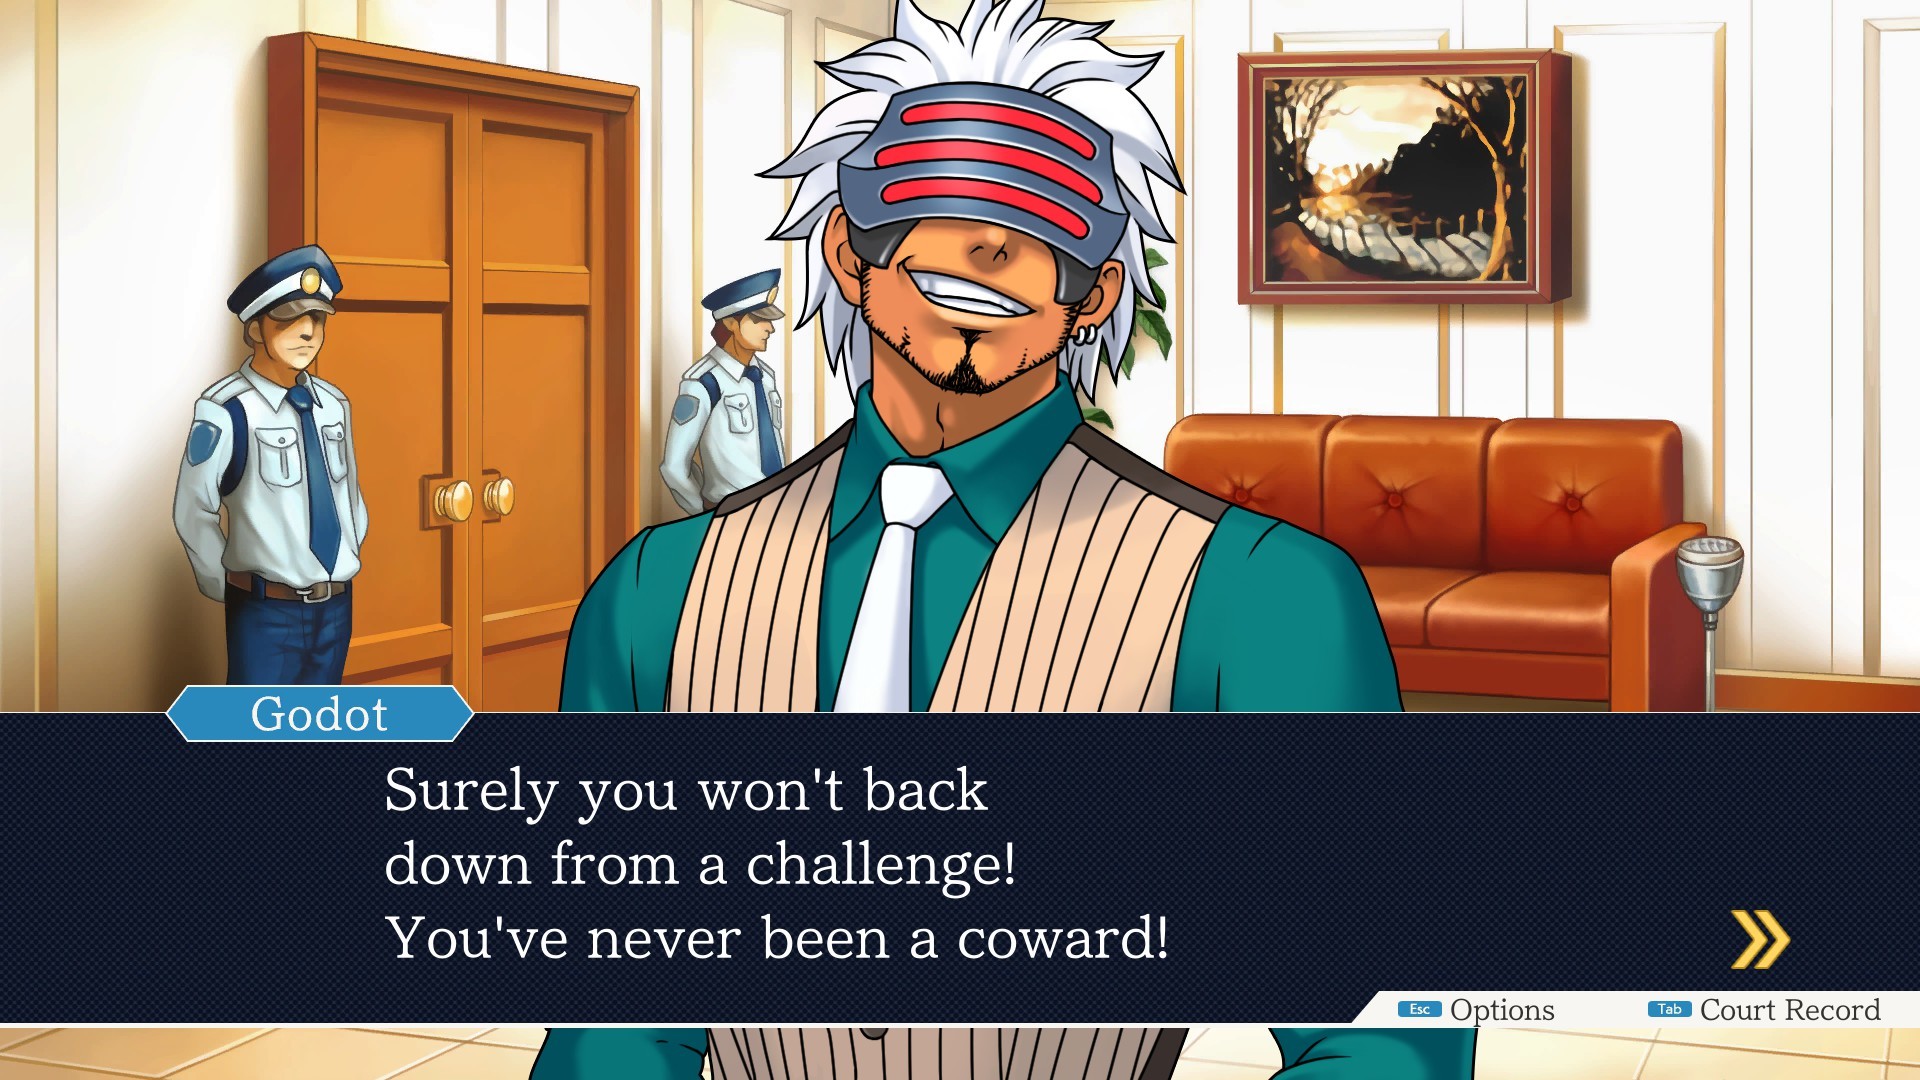 Godot
Surely you won't back
down from a challenge!
You've never been a coward!
Esc Options
Tab Court Record